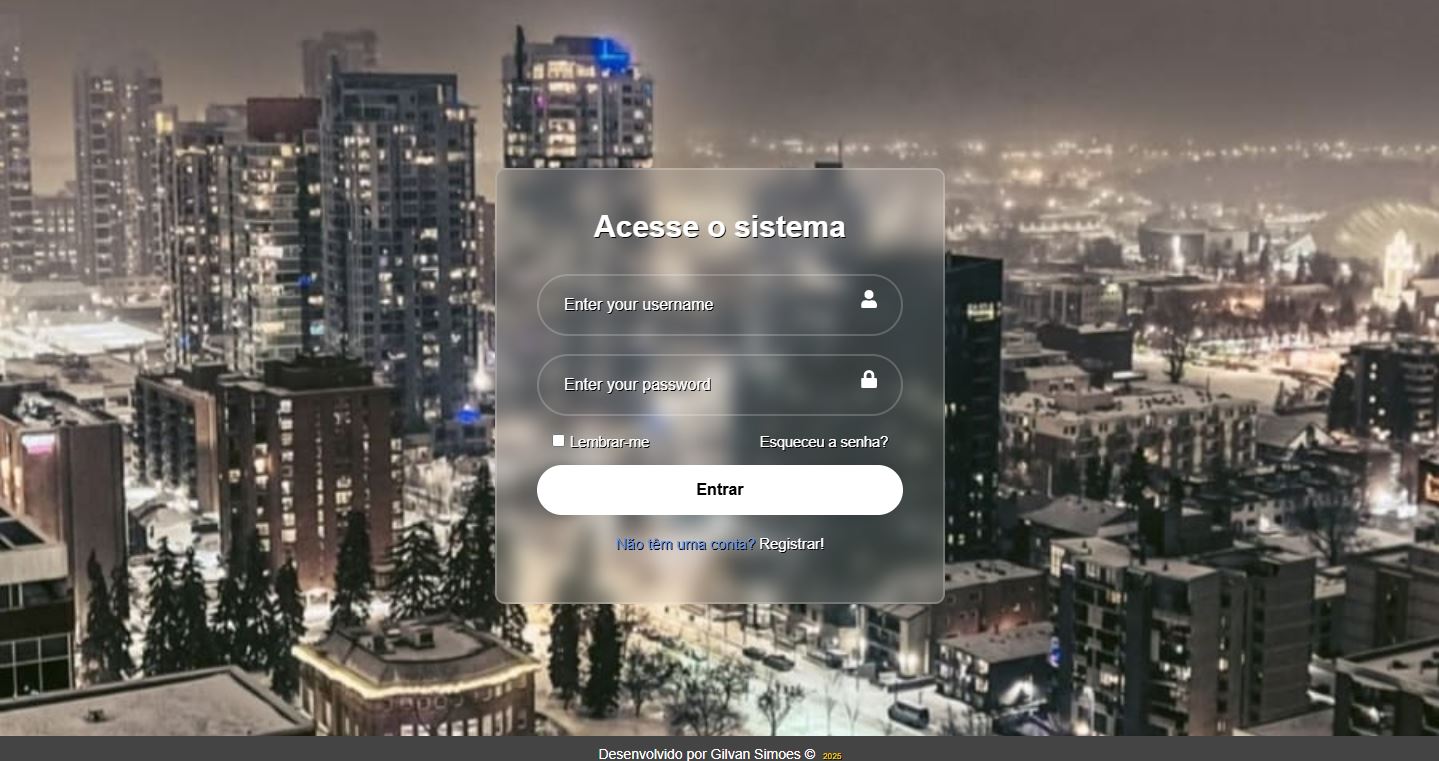 Acesse o sistema
Enter your username
Enter your password
Lembrar-me Esqueceu a senha?
Entrar
Não têm uma conta? Registrar!
Desenvolvido por Gilvan Simoes © 2025